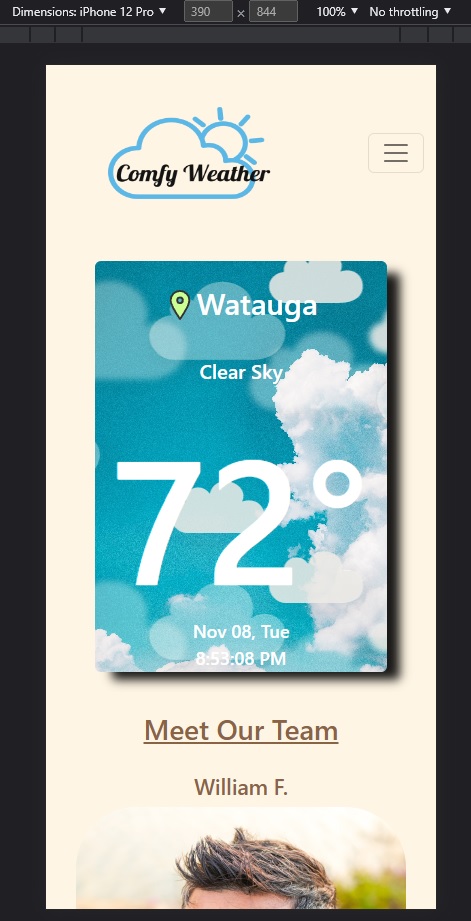 Dimensions: iPhone 12 Pro ▼ 390 × 844 100% ▼ No throttling ▼
Comfy Weather
Watauga
Clear Sky
72°
Nov 08, Tue
8:53:08 PM
Meet Our Team
William F.